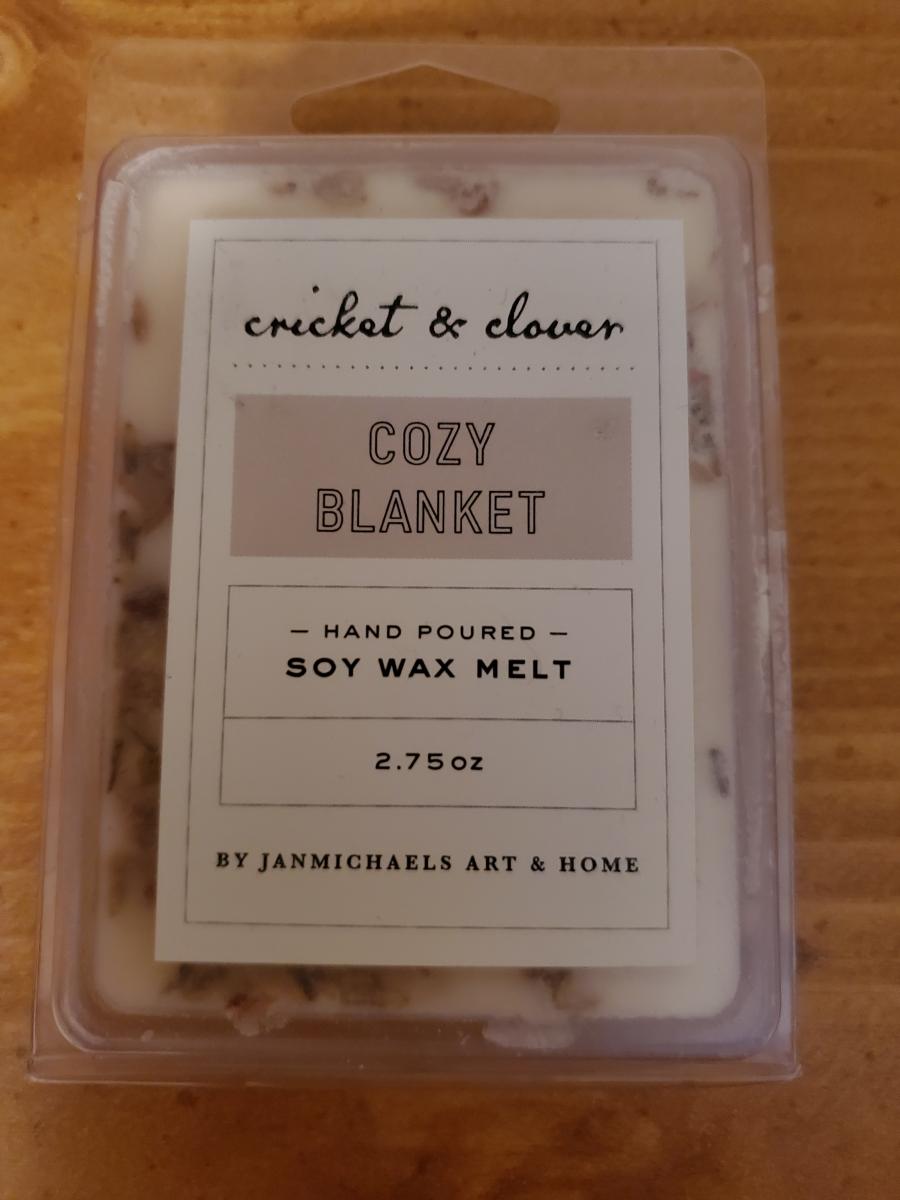 cricket & clover
COZY
BLANKET
— HAND POURED —
SOY WAX MELT
2.75oz
BY JANMICHAELS ART & HOME